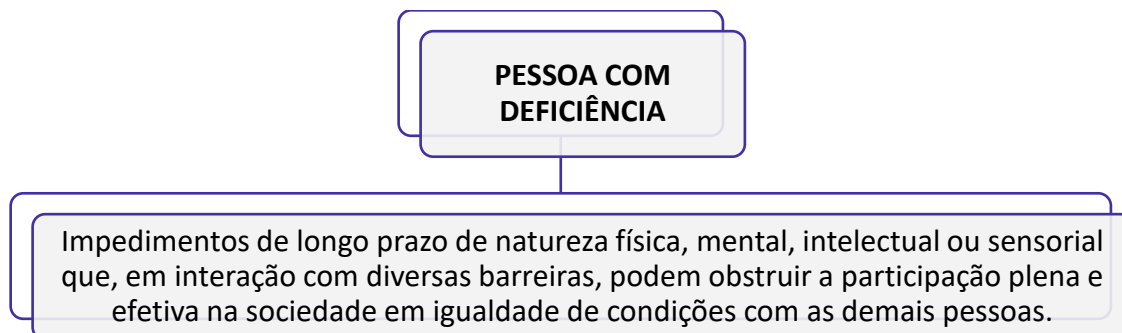 PESSOA COM
DEFICIÊNCIA
Impedimentos de longo prazo de natureza física, mental, intelectual ou sensorial
que, em interação com diversas barreiras, podem obstruir a participação plena e
efetiva na sociedade em igualdade de condições com as demais pessoas.